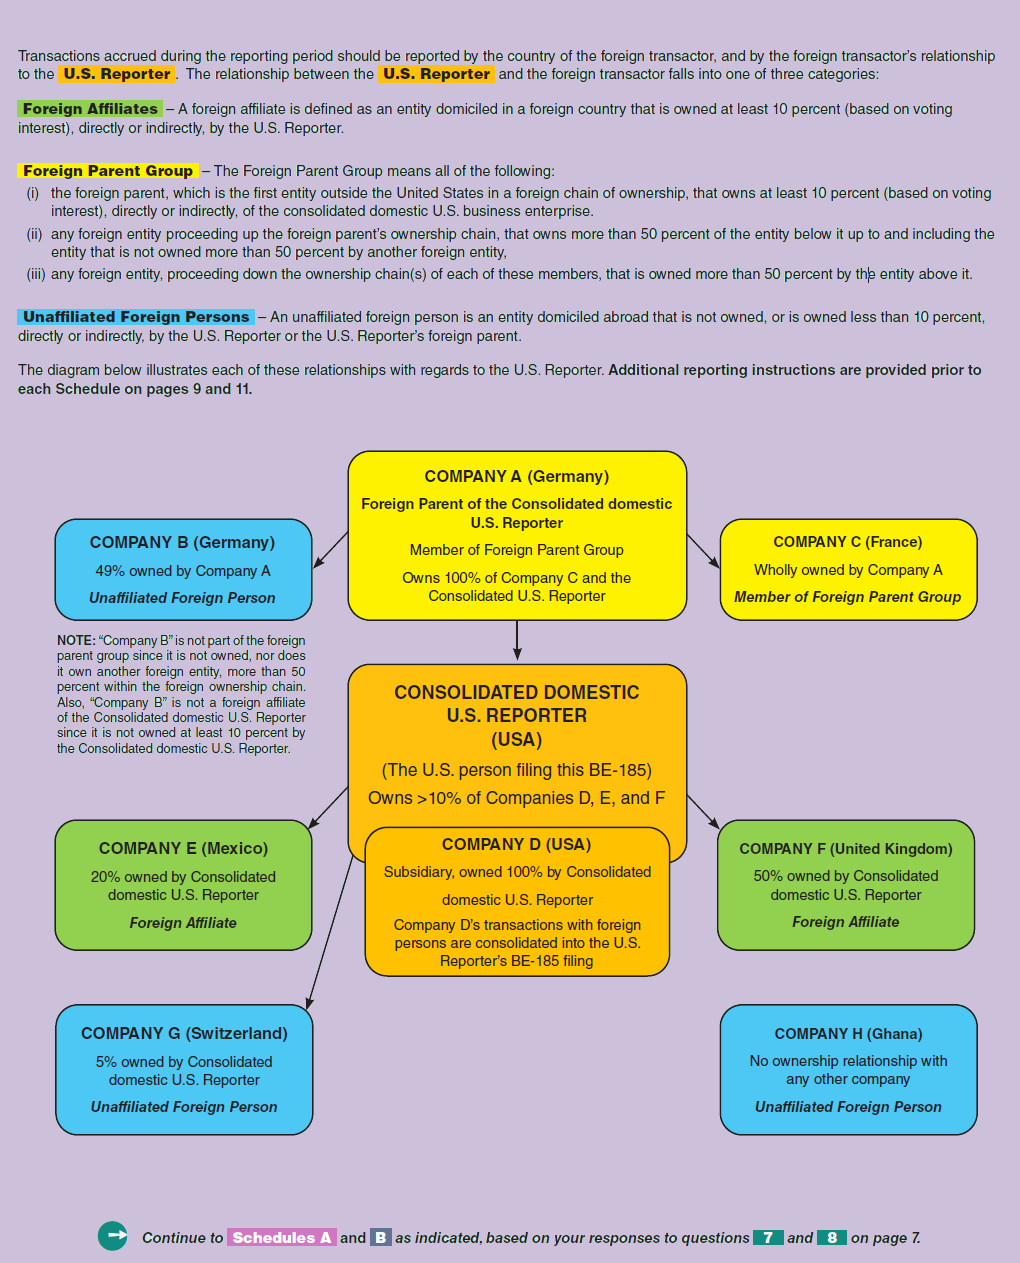 Transactions accrued during the reporting period should be reported by the country of the foreign transactor, and by the foreign transactor's relationship
to the U.S. Reporter . The relationship between the U.S. Reporter and the foreign transactor falls into one of three categories:
Foreign Affiliates – A foreign affiliate is defined as an entity domiciled in a foreign country that is owned at least 10 percent (based on voting
interest), directly or indirectly, by the U.S. Reporter.
Foreign Parent Group – The Foreign Parent Group means all of the following:
(i) the foreign parent, which is the first entity outside the United States in a foreign chain of ownership, that owns at least 10 percent (based on voting
interest), directly or indirectly, of the consolidated domestic U.S. business enterprise.
(ii) any foreign entity proceeding up the foreign parent's ownership chain, that owns more than 50 percent of the entity below it up to and including the
entity that is not owned more than 50 percent by another foreign entity,
(iii) any foreign entity, proceeding down the ownership chain(s) of each of these members, that is owned more than 50 percent by the entity above it.
Unaffiliated Foreign Persons – An unaffiliated foreign person is an entity domiciled abroad that is not owned, or is owned less than 10 percent,
directly or indirectly, by the U.S. Reporter or the U.S. Reporter's foreign parent.
The diagram below illustrates each of these relationships with regards to the U.S. Reporter. Additional reporting instructions are provided prior to
each Schedule on pages 9 and 11.
COMPANY A (Germany)
Foreign Parent of the Consolidated domestic
U.S. Reporter
Member of Foreign Parent Group
Owns 100% of Company C and the
Consolidated U.S. Reporter
COMPANY B (Germany)
49% owned by Company A
Unaffiliated Foreign Person
COMPANY C (France)
Wholly owned by Company A
Member of Foreign Parent Group
NOTE: "Company B" is not part of the foreign
parent group since it is not owned, nor does
it own another foreign entity, more than 50
percent within the foreign ownership chain.
Also, "Company B" is not a foreign affiliate
of the Consolidated domestic U.S. Reporter
since it is not owned at least 10 percent by
the Consolidated domestic U.S. Reporter.
CONSOLIDATED DOMESTIC
U.S. REPORTER
(USA)
(The U.S. person filing this BE-185)
Owns >10% of Companies D, E, and F
COMPANY D (USA)
Subsidiary, owned 100% by Consolidated
domestic U.S. Reporter
Company D's transactions with foreign
persons are consolidated into the U.S.
Reporter's BE-185 filing
COMPANY E (Mexico)
20% owned by Consolidated
domestic U.S. Reporter
Foreign Affiliate
COMPANY F (United Kingdom)
50% owned by Consolidated
domestic U.S. Reporter
Foreign Affiliate
COMPANY G (Switzerland)
5% owned by Consolidated
domestic U.S. Reporter
Unaffiliated Foreign Person
COMPANY H (Ghana)
No ownership relationship with
any other company
Unaffiliated Foreign Person
Continue to Schedules A and B as indicated, based on your responses to questions 7 and 8 on page 7.